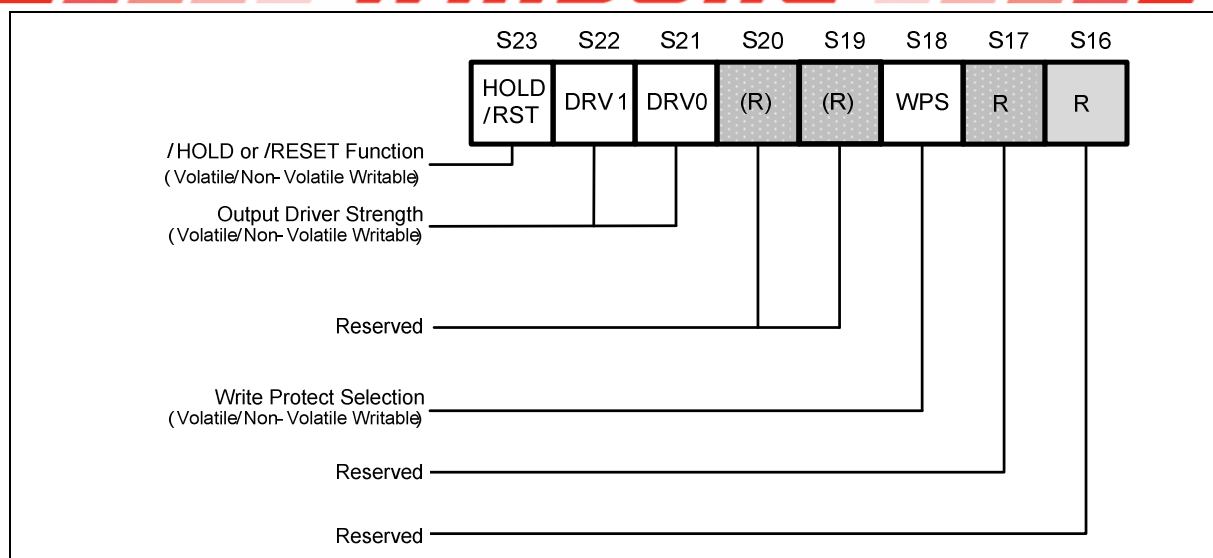 S23 S22 S21 S20 S19 S18 S17 S16
HOLD /RST DRV1 DRV0 (R) (R) WPS R R
/HOLD or /RESET Function
(Volatile/Non-Volatile Writable)
Output Driver Strength
(Volatile/Non-Volatile Writable)
Reserved
Write Protect Selection
(Volatile/Non-Volatile Writable)
Reserved
Reserved